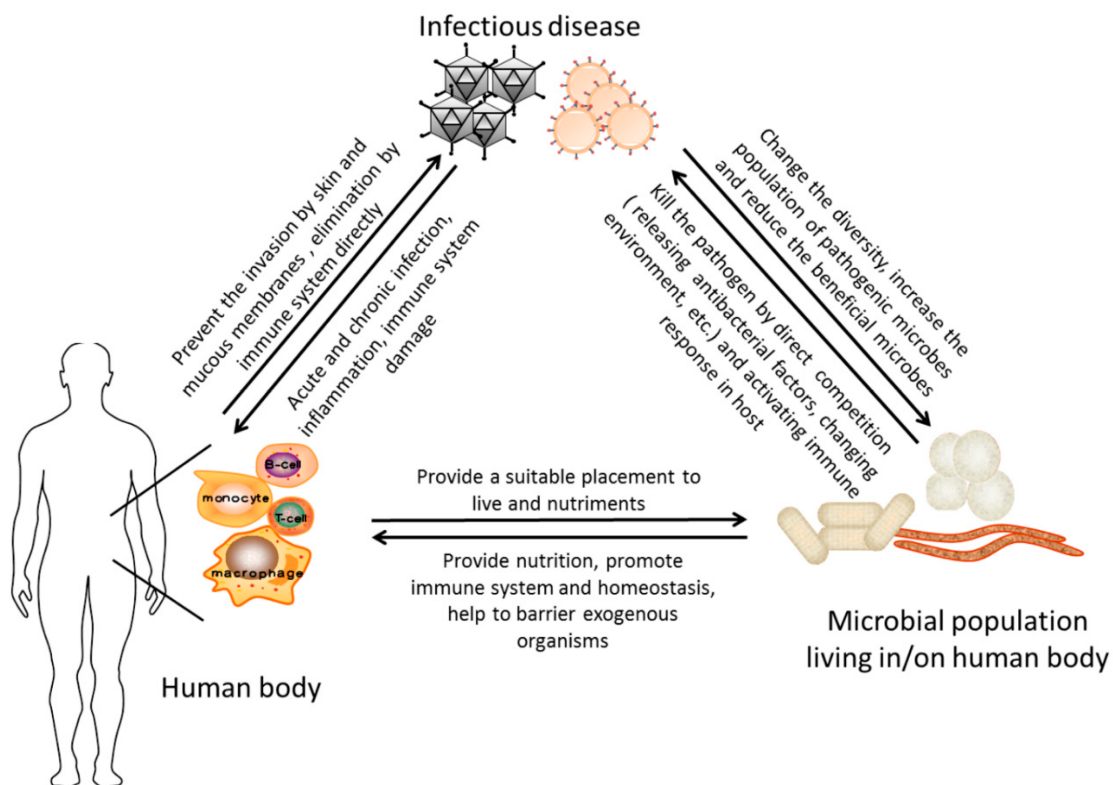 Infectious disease
Prevent the invasion by skin and
mucous membranes , elimination by
immune system directly
Acute and chronic infection,
inflammation, immune system
damage
Change the diversity, increase the
population of pathogenic microbes
and reduce the beneficial microbes
Kill the pathogen by direct competition
( releasing antibacterial factors, changing
environment, etc.) and activating immune
response in host
B-cell
monocyte
T-cell
macrophage
Provide a suitable placement to
live and nutriments
Provide nutrition, promote
immune system and homeostasis,
help to barrier exogenous
organisms
Human body
Microbial population
living in/on human body